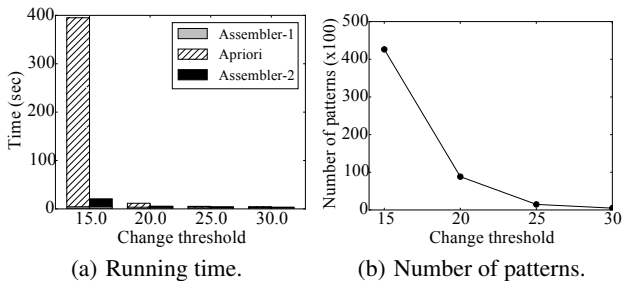 400
300
200
100
0
Time (sec)
Assembler-1
Apriori
Assembler-2
15.0 20.0 25.0 30.0
Change threshold
(a) Running time.
500
400
300
200
100
0
Number of patterns (x100)
15 20 25 30
Change threshold
(b) Number of patterns.